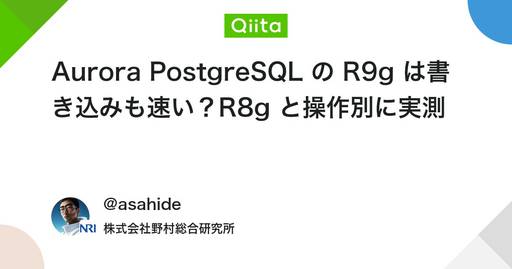 Qiita
Aurora PostgreSQL の R9g は書
き込みも速い？R8g と操作別に実測
@asahide
NRI
株式会社野村総合研究所